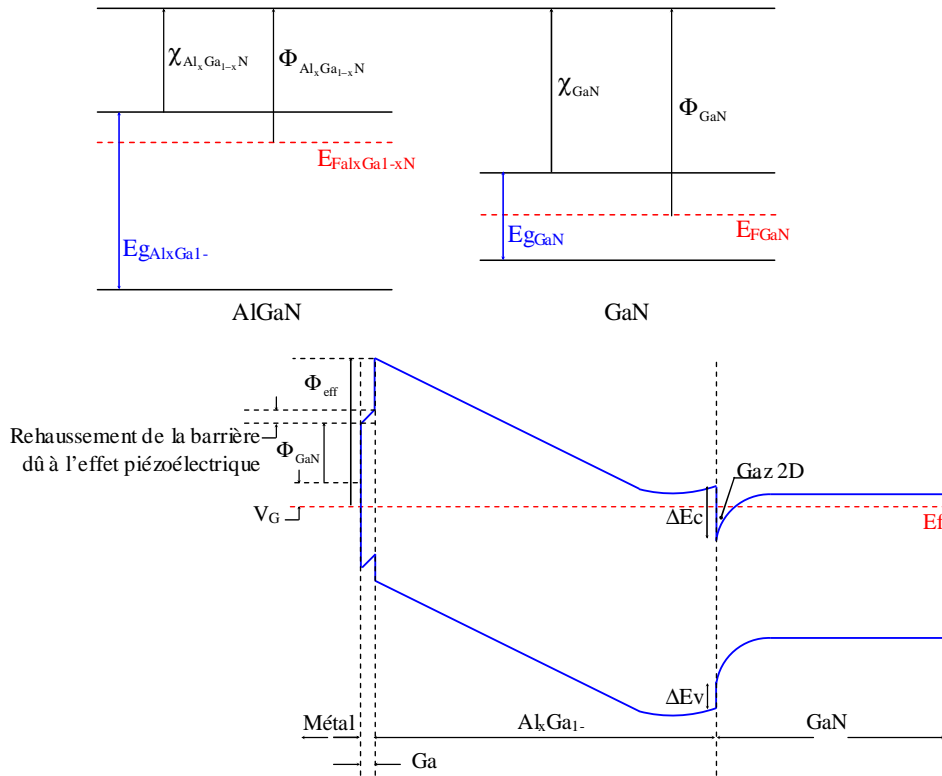 χAlxGa1-xN
ΦAlxGa1-xN
χGaN
ΦGaN
EFalxGa1-xN
EgAlxGa1-
EgGaN
EFGaN
AlGaN
GaN
Φeff
Rehaussement de la barrière
dû à l'effet piézoélectrique
ΦGaN
Gaz 2D
VG
ΔEc
Ef
ΔEv
Métal
AlxGa1-
GaN
Ga